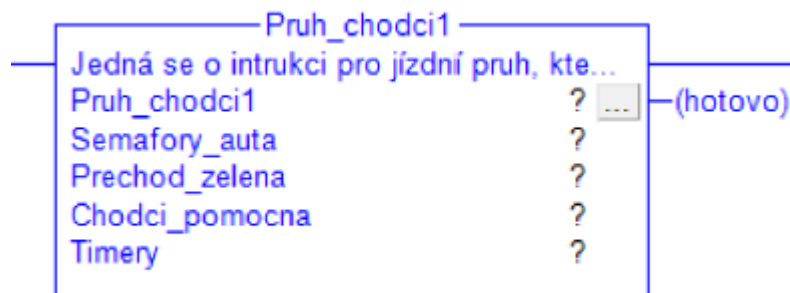 Pruh_chodci1
Jedná se o intrukci pro jízdní pruh, kte...
Pruh_chodci1 ? ... (hotovo)
Semafory_auta ?
Prechod_zelena ?
Chodci_pomocna ?
Timery ?